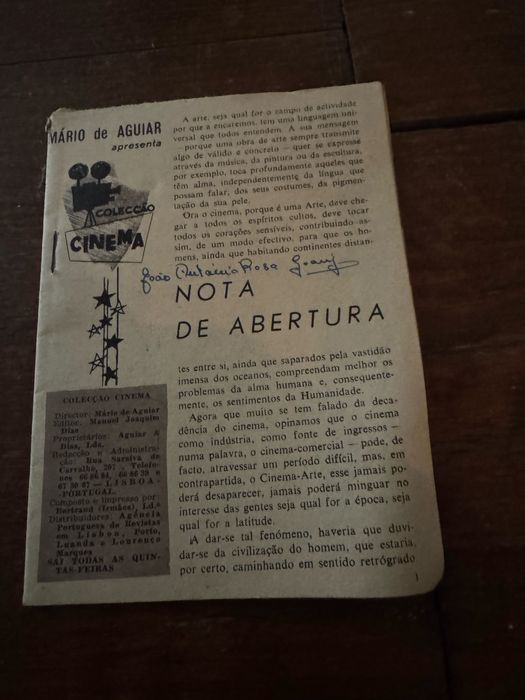 MÁRIO de AGUIAR
apresenta
COLECÇÃO
CINEMA
A arte, seja qual for o campo de actividade
por que a encaremos, tem uma linguagem uni-
versal que todos entendem. A sua mensagem
— porque uma obra de arte sempre transmite
algo de válido e concreto — quer se expresse
através da música, da pintura ou da escultura,
por exemplo, toca profundamente aqueles que
têm alma, independentemente da língua que
possam falar, dos seus costumes, da pigmen-
tação da sua pele.
Ora o cinema, porque é uma Arte, deve che-
gar a todos os espíritos cultos, deve tocar
todos os corações sensíveis, contribuindo as-
sim, de um modo efectivo, para que os ho-
mens, ainda que habitando continentes distan-
João António Rosa
NOTA
DE ABERTURA
tes entre si, ainda que saparados pela vastidão
imensa dos oceanos, compreendam melhor os
problemas da alma humana e, consequente-
mente, os sentimentos da Humanidade.
Agora que muito se tem falado da deca-
dência do cinema, opinamos que o cinema
como indústria, como fonte de ingressos —
numa palavra, o cinema-comercial — pode, de
facto, atravessar um período difícil, mas, em
contrapartida, o Cinema-Arte, esse jamais po-
derá desaparecer, jamais poderá minguar no
interesse das gentes seja qual for a época, seja
qual for a latitude.
A dar-se tal fenómeno, haveria que duvi-
dar-se da civilização do homem, que estaria,
por certo, caminhando em sentido retrógrado
COLECÇÃO CINEMA
Director: Mário de Aguiar
Editor: Manuel Joaquim
Dias
Proprietários: Aguiar &
Dias, Lda.
Redacção e Administra-
ção: Rua Saraiva de
Carvalho, 207 - Telefo-
nes 66 86 84, 66 86 39 e
67 30 07 — LISBOA -
-PORTUGAL
Composto e impresso por:
Bertrand (Irmãos), Ld.ª
Distribuidores: Agência
Portuguesa de Revistas
em Lisboa, Porto,
Luanda e Lourenço
Marques
SAI TODAS AS QUIN-
TAS-FEIRAS
1